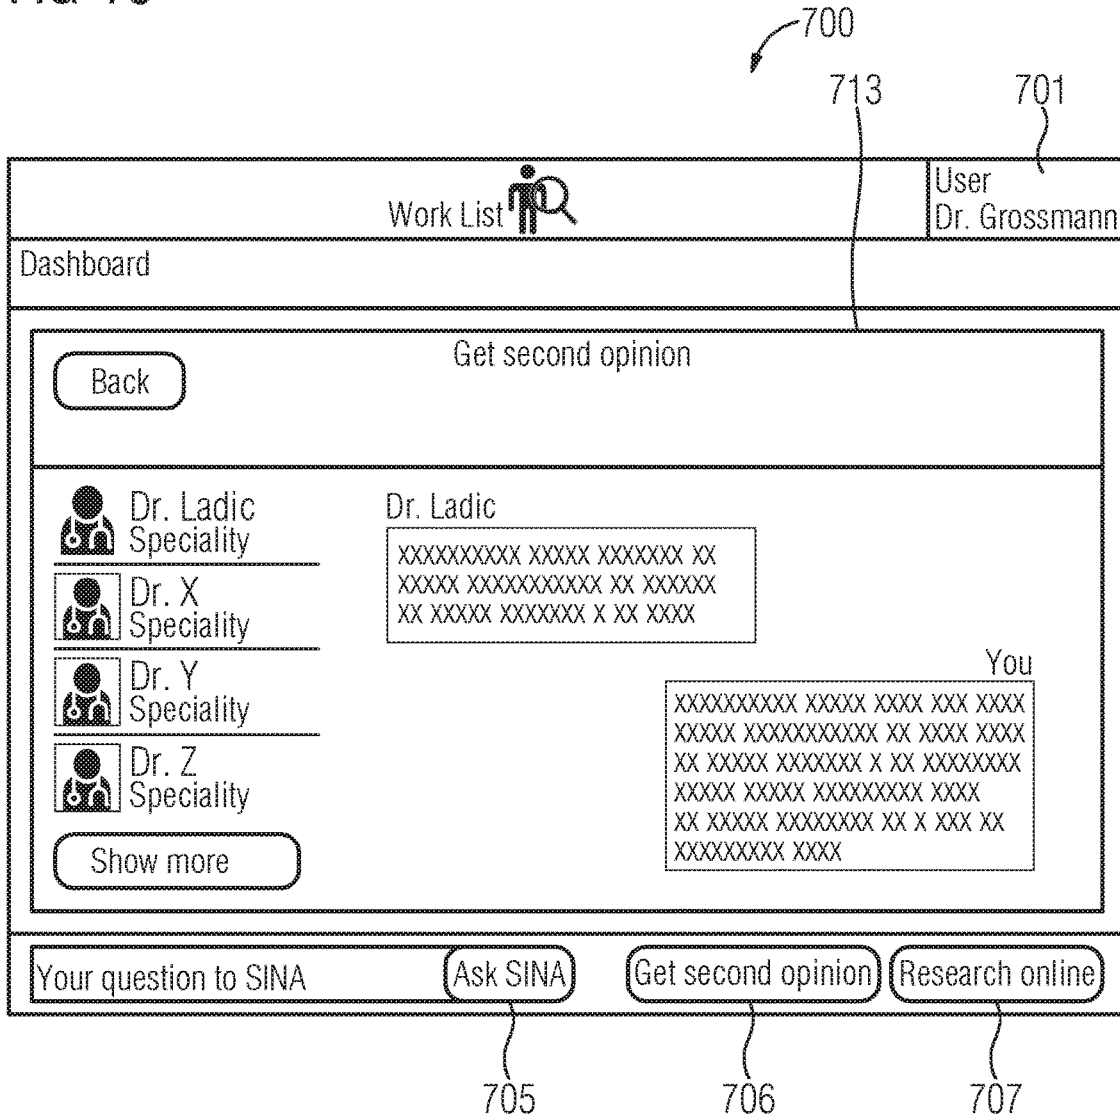 700
713
701
Work List
User
Dr. Grossmann
Dashboard
Get second opinion
Back
Dr. Ladic
Speciality
Dr. X
Speciality
Dr. Y
Speciality
Dr. Z
Speciality
Show more
Dr. Ladic
XXXXXXXXXX XXXXX XXXXXXX XX
XXXXX XXXXXXXXXXX XX XXXXXX
XX XXXXX XXXXXXX X XX XXXX
You
XXXXXXXXXX XXXXX XXXX XXX XXXX
XXXXX XXXXXXXXXXX XX XXXX XXXX
XX XXXXX XXXXXXX X XX XXXXXXXX
XXXXX XXXXX XXXXXXXXX XXXX
XX XXXXX XXXXXXXX XX X XXX XX
XXXXXXXXX XXXX
Your question to SINA
Ask SINA
Get second opinion
Research online
705
706
707